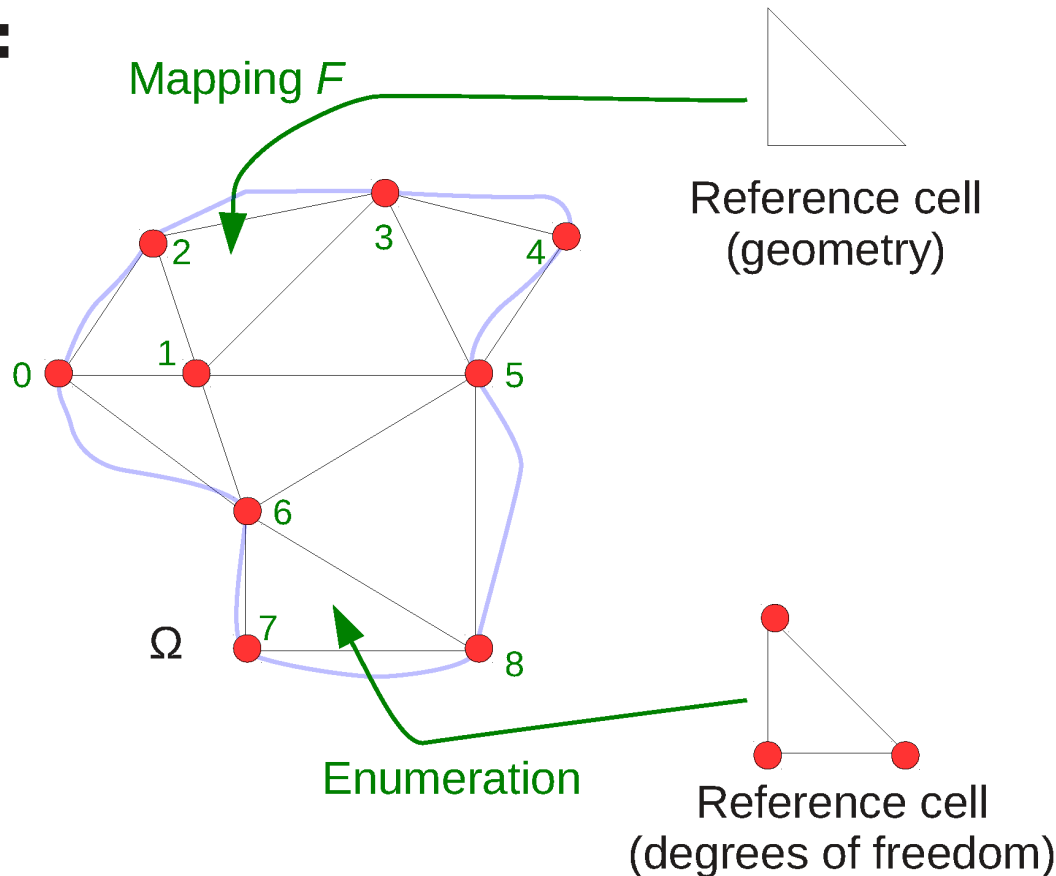 :
Mapping F
Reference cell
(geometry)
2
3
4
1
0
5
6
7
Ω
8
Enumeration
Reference cell
(degrees of freedom)